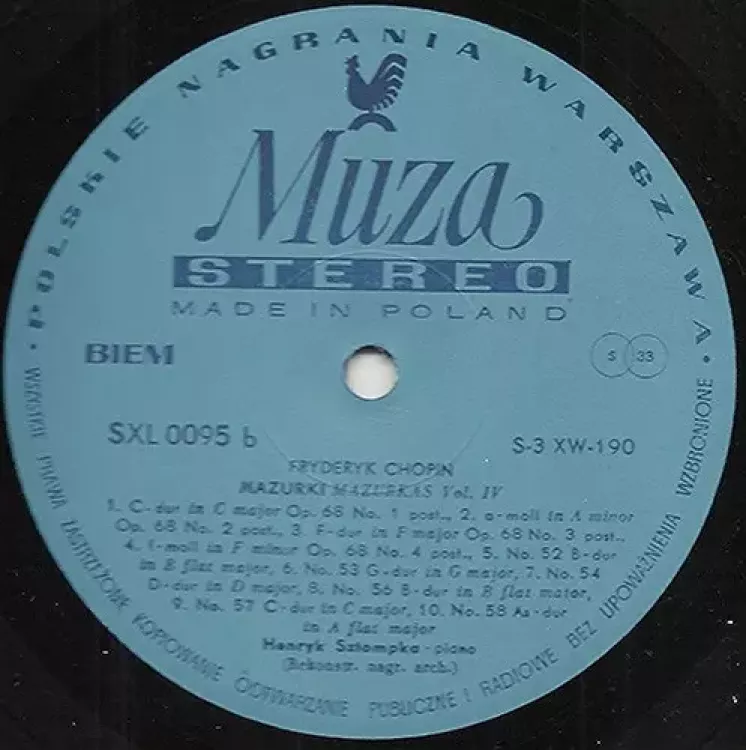 POLSKIE NAGRANIA WARSZAWA
Muza
STEREO
MADE IN POLAND
BIEM
S 33
SXL 0095 b
S-3 XW-190
FRYDERYK CHOPIN
MAZURKI MAZURKAS Vol. IV
1. C-dur in C major Op. 68 No. 1 post., 2. a-moll in A minor
Op. 68 No. 2 post., 3. F-dur in F major Op. 68 No. 3 post.,
4. f-moll in F minor Op. 68 No. 4 post., 5. No. 52 B-dur
in B flat major, 6. No. 53 G-dur in G major, 7. No. 54
D-dur in D major, 8. No. 56 B-dur in B flat major,
9. No. 57 C-dur in C major, 10. No. 58 As-dur
in A flat major
Henryk Sztompka - piano
(Rekonstr. nagr. arch.)
WSZYSTKIE PRAWA ZASTRZEŻONE KOPIOWANIE ODTWARZANIE PUBLICZNE I RADIOWE BEZ UPOWAŻNIENIA WZBRONIONE